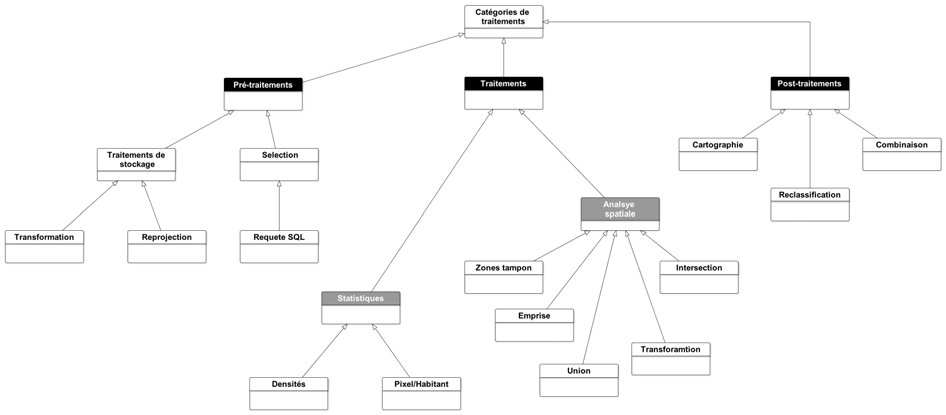 Catégories de
traitements
Pré-traitements
Traitements
Post-traitements
Traitements de
stockage
Selection
Cartographie
Combinaison
Reclassification
Analsye
spatiale
Transformation
Reprojection
Requete SQL
Zones tampon
Intersection
Statistiques
Emprise
Transforamtion
Union
Densités
Pixel/Habitant